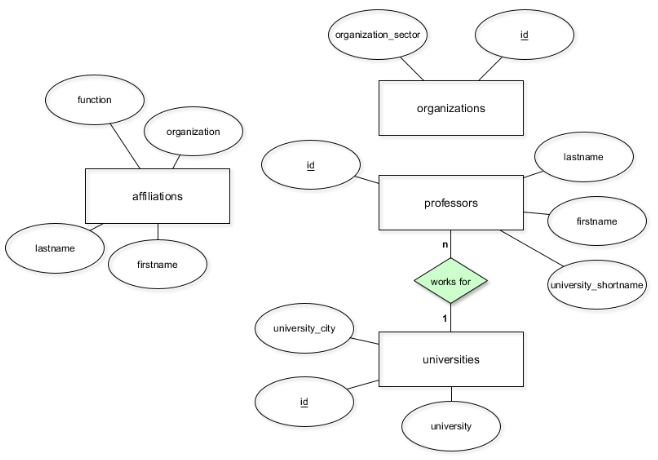 organization_sector
id
function
organizations
organization
lastname
id
affiliations
professors
firstname
lastname
n
firstname
university_shortname
works for
1
university_city
universities
id
university